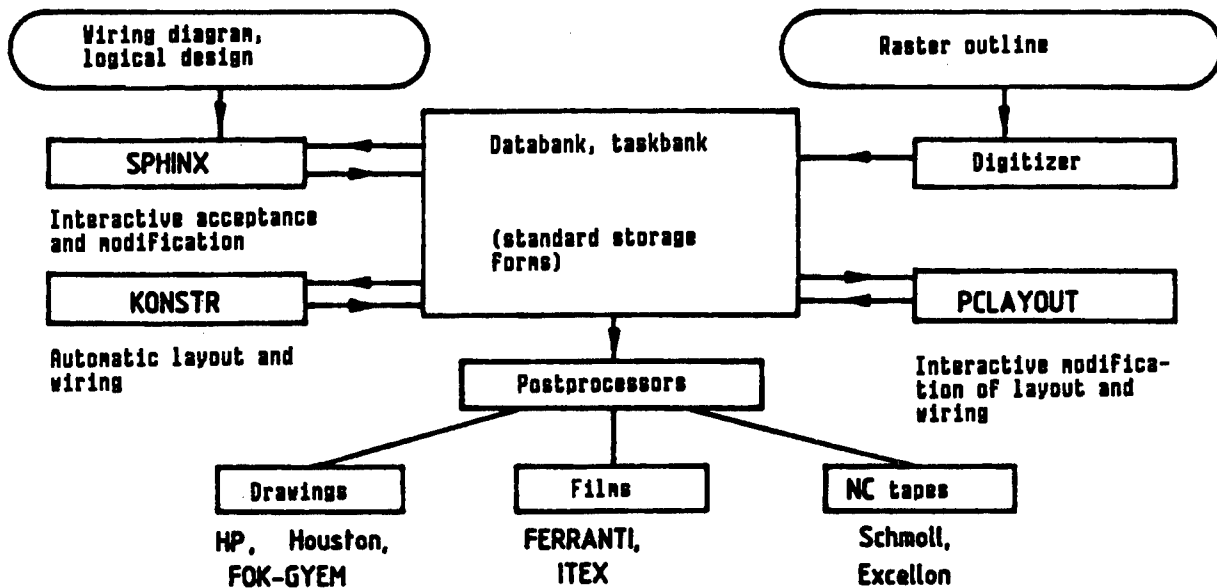 Wiring diagram,
logical design
Raster outline
SPHINX
Databank, taskbank
Digitizer
Interactive acceptance
and modification
(standard storage
forms)
KONSTR
PCLAYOUT
Automatic layout and
wiring
Interactive modifica-
tion of layout and
wiring
Postprocessors
Drawings
Films
NC tapes
HP, Houston,
FOK-GYEM
FERRANTI,
ITEX
Schmoll,
Excellon